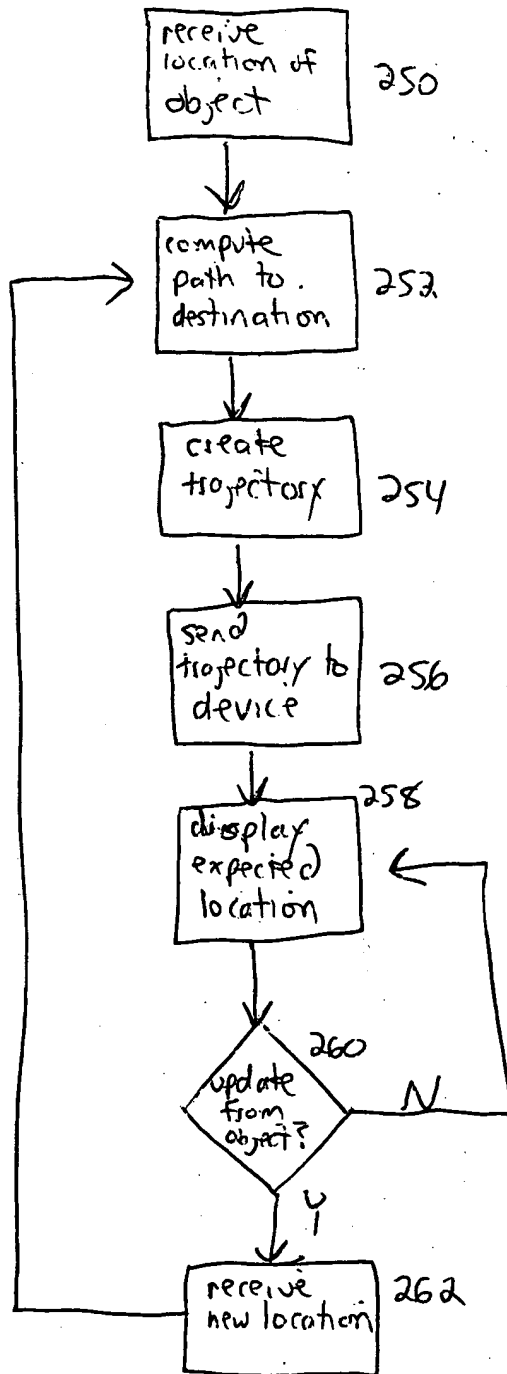 receive
location of
object
250
compute
path to.
destination
252
create
trajectory
254
send
trajectory to
device
256
258
display
expected
location
260
update
from
object?
N
Y
receive
new location
262